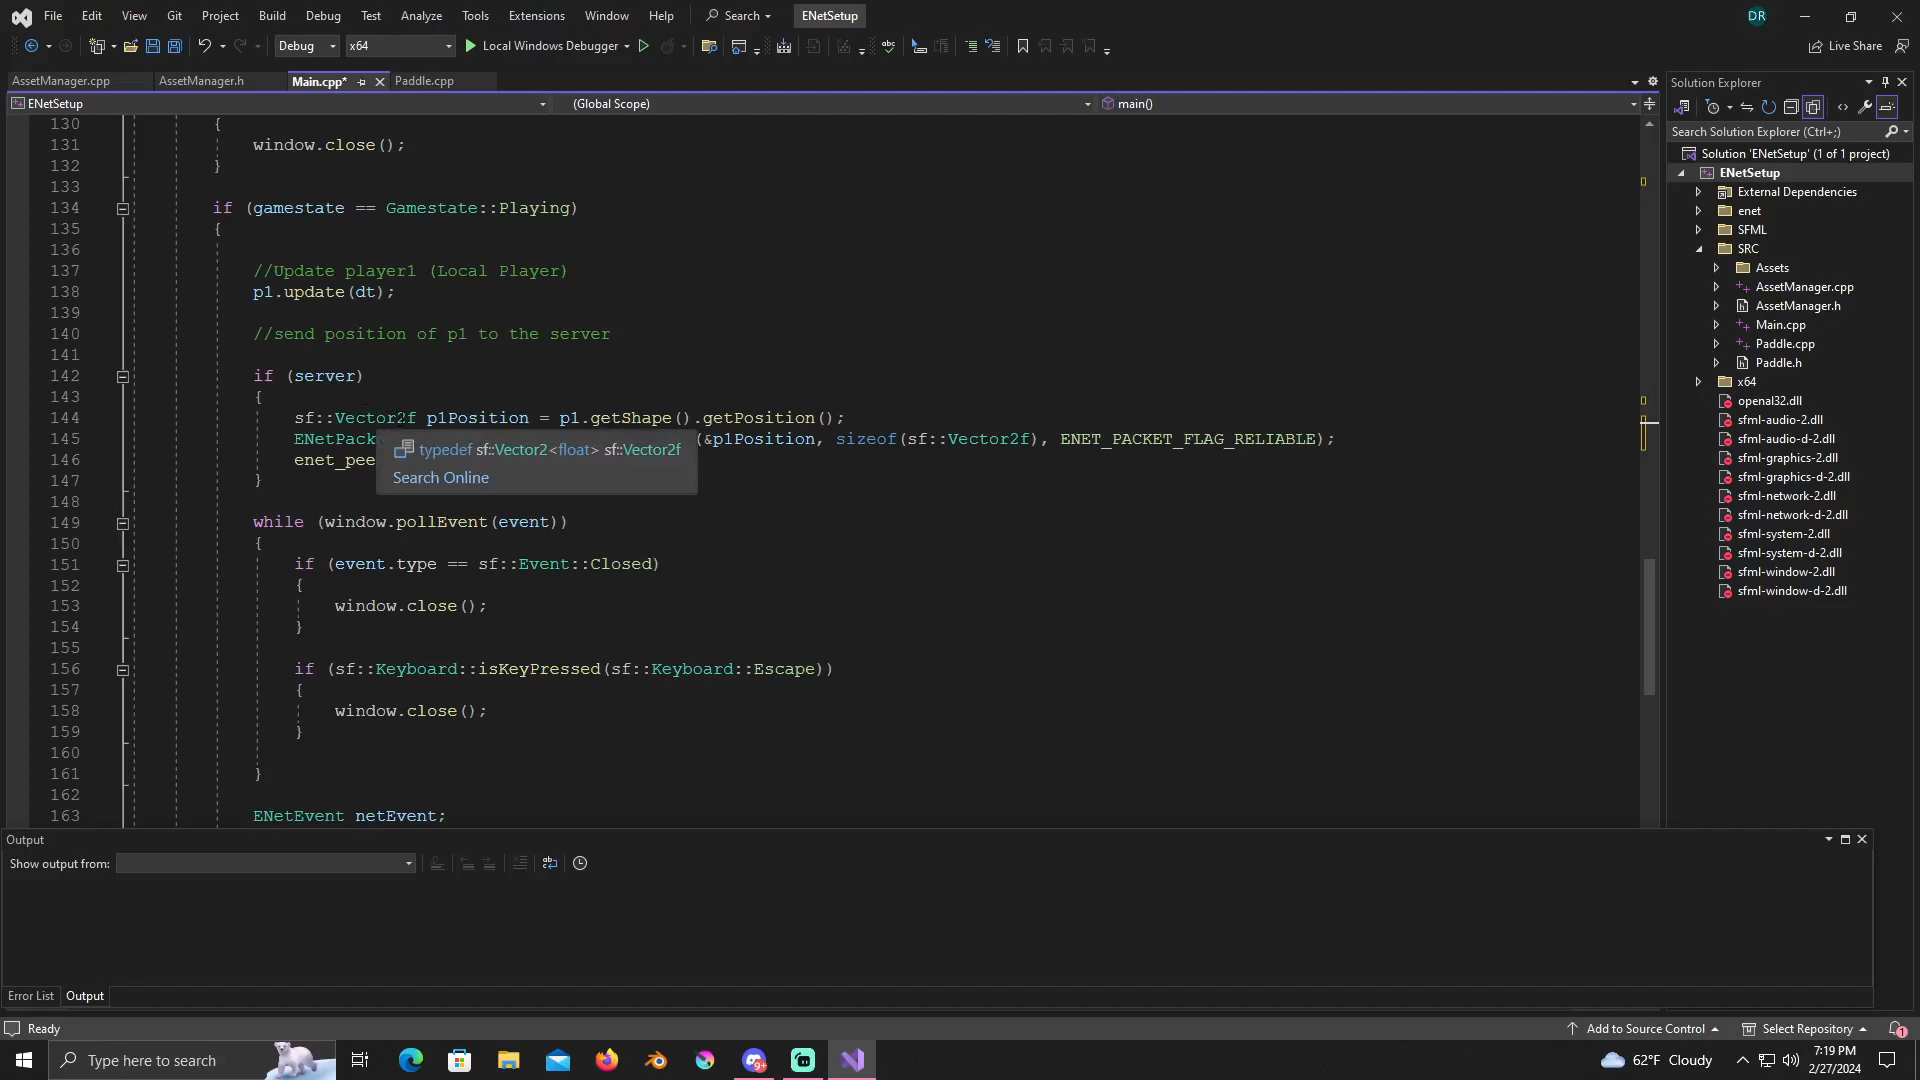 File Edit View Git Project Build Debug Test Analyze Tools Extensions Window Help Search ENetSetup DR
Debug x64 Local Windows Debugger Live Share
AssetManager.cpp AssetManager.h Main.cpp* Paddle.cpp
ENetSetup (Global Scope) main()
130 {
131 window.close();
132 }
133
134 if (gamestate == Gamestate::Playing)
135 {
136
137 //Update player1 (Local Player)
138 p1.update(dt);
139
140 //send position of p1 to the server
141
142 if (server)
143 {
144 sf::Vector2f p1Position = p1.getShape().getPosition();
145 ENetPack (&p1Position, sizeof(sf::Vector2f), ENET_PACKET_FLAG_RELIABLE);
146 enet_pee
147 }
148
149 while (window.pollEvent(event))
150 {
151 if (event.type == sf::Event::Closed)
152 {
153 window.close();
154 }
155
156 if (sf::Keyboard::isKeyPressed(sf::Keyboard::Escape))
157 {
158 window.close();
159 }
160
161 }
162
163 ENetEvent netEvent;
typedef sf::Vector2<float> sf::Vector2f
Search Online
Solution Explorer
Search Solution Explorer (Ctrl+;)
Solution 'ENetSetup' (1 of 1 project)
ENetSetup
External Dependencies
enet
SFML
SRC
Assets
AssetManager.cpp
AssetManager.h
Main.cpp
Paddle.cpp
Paddle.h
x64
openal32.dll
sfml-audio-2.dll
sfml-audio-d-2.dll
sfml-graphics-2.dll
sfml-graphics-d-2.dll
sfml-network-2.dll
sfml-network-d-2.dll
sfml-system-2.dll
sfml-system-d-2.dll
sfml-window-2.dll
sfml-window-d-2.dll
Output
Show output from:
Error List Output
Ready Add to Source Control Select Repository 1
Type here to search 9+ 62°F Cloudy 7:19 PM
2/27/2024